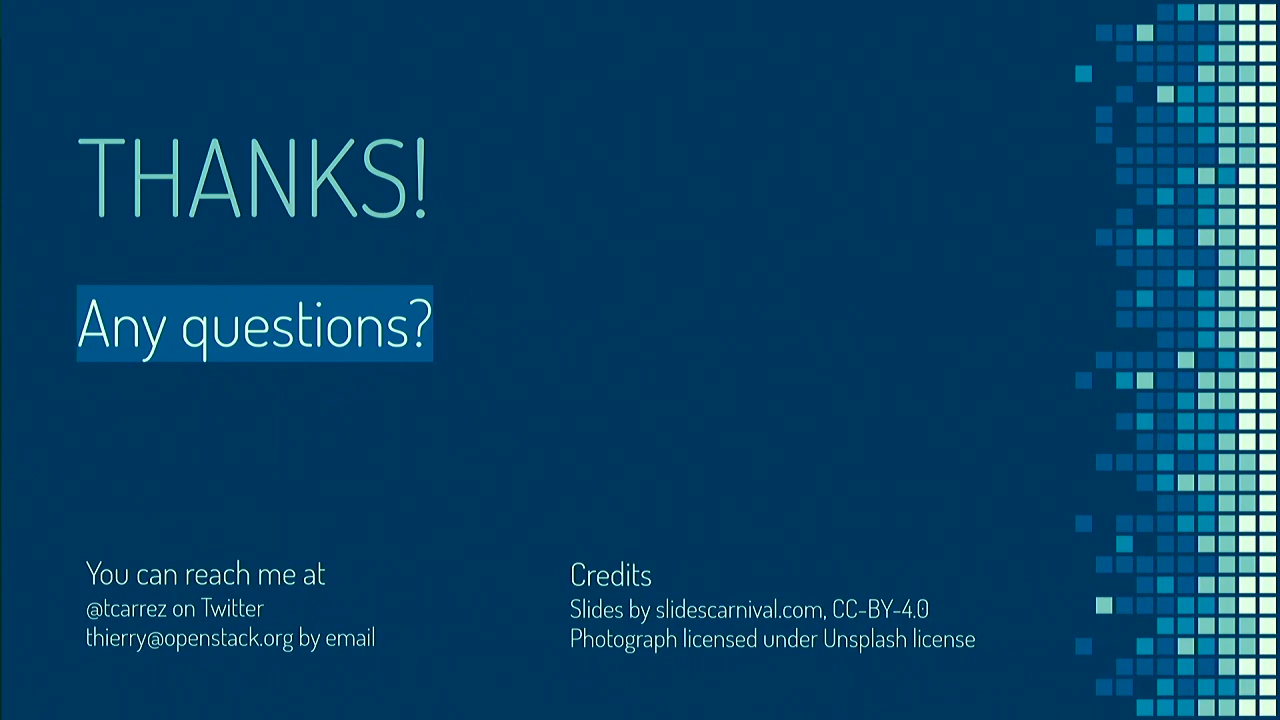 THANKS!
Any questions?
You can reach me at
@tcarrez on Twitter
thierry@openstack.org by email
Credits
Slides by slidescarnival.com, CC-BY-4.0
Photograph licensed under Unsplash license